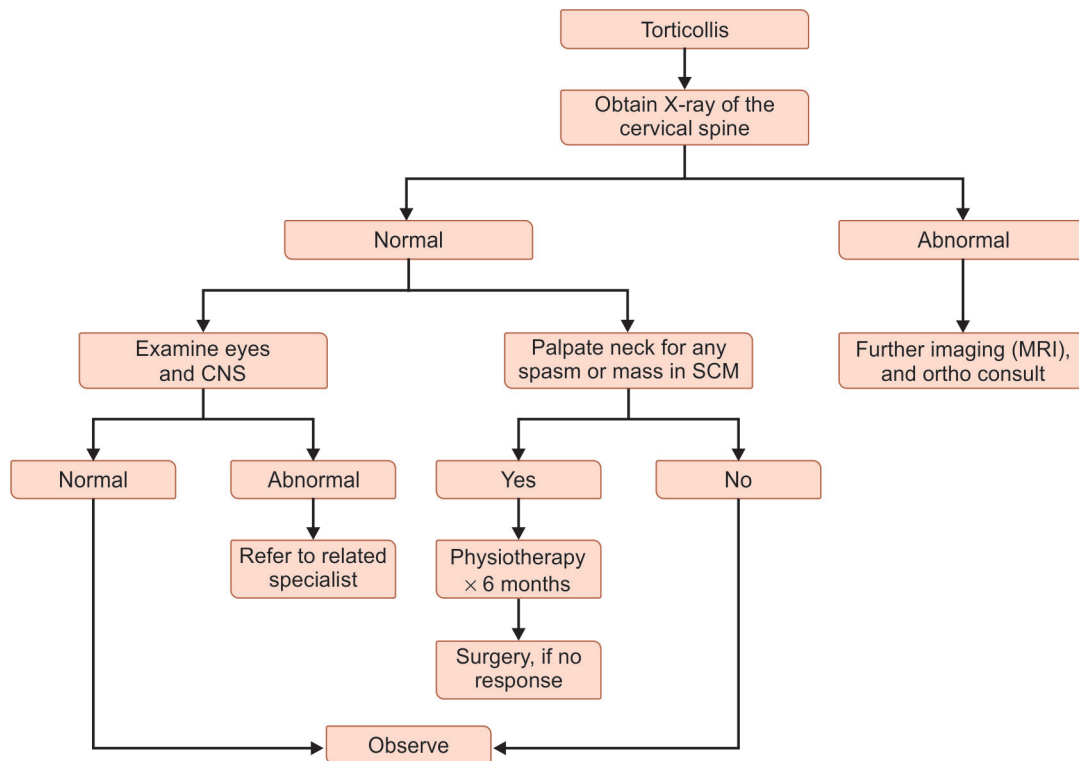 Torticollis
Obtain X-ray of the
cervical spine
Normal
Abnormal
Examine eyes
and CNS
Palpate neck for any
spasm or mass in SCM
Further imaging (MRI),
and ortho consult
Normal
Abnormal
Yes
No
Refer to related
specialist
Physiotherapy
× 6 months
Surgery, if no
response
Observe